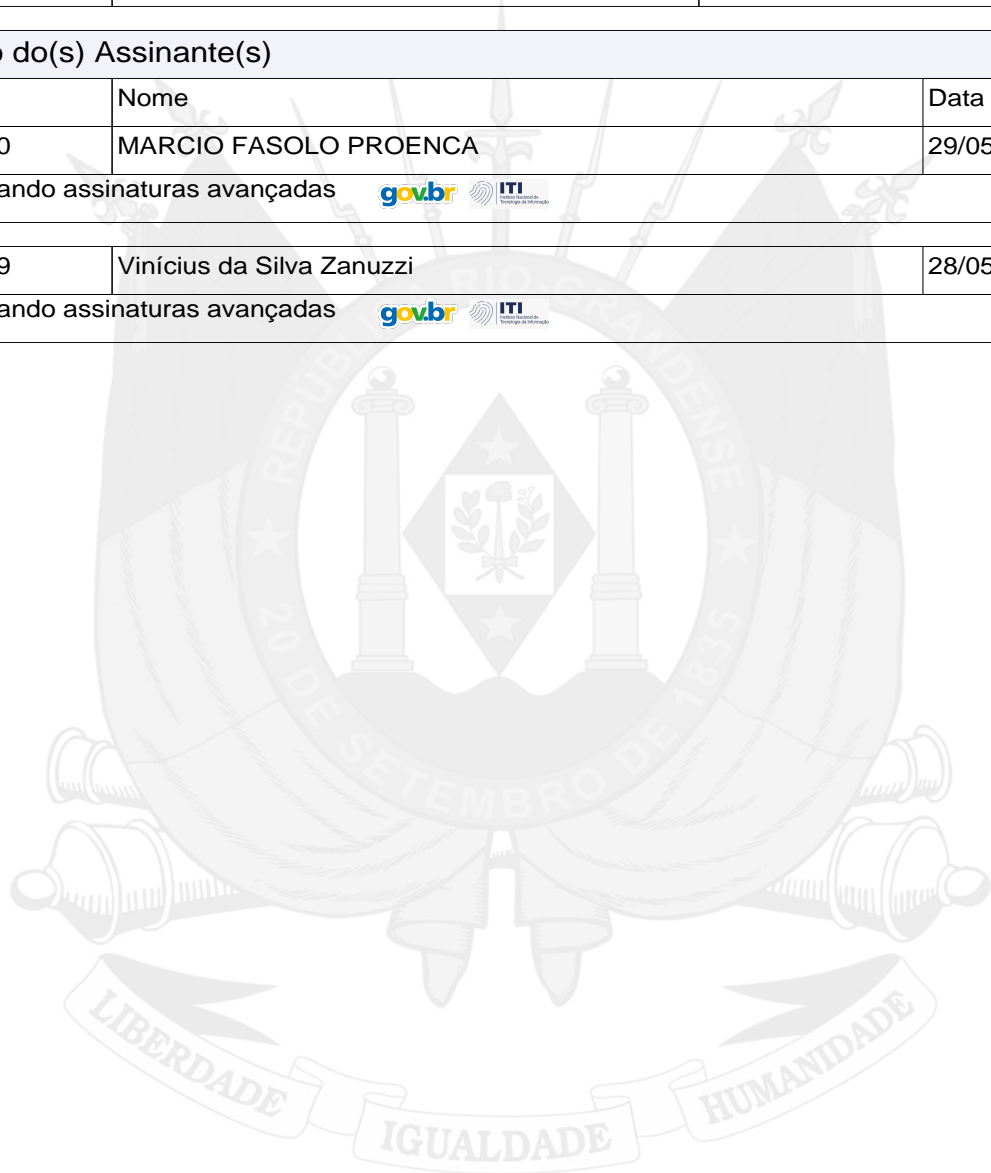 o do(s) Assinante(s)
Nome Data
0 MARCIO FASOLO PROENCA 29/05
ando assinaturas avançadas gov.br ITI
9 Vinícius da Silva Zanuzzi 28/05
ando assinaturas avançadas gov.br ITI
REPÚBLICA RIO-GRANDENSE
20 DE SETEMBRO DE 1835
LIBERDADE IGUALDADE HUMANIDADE